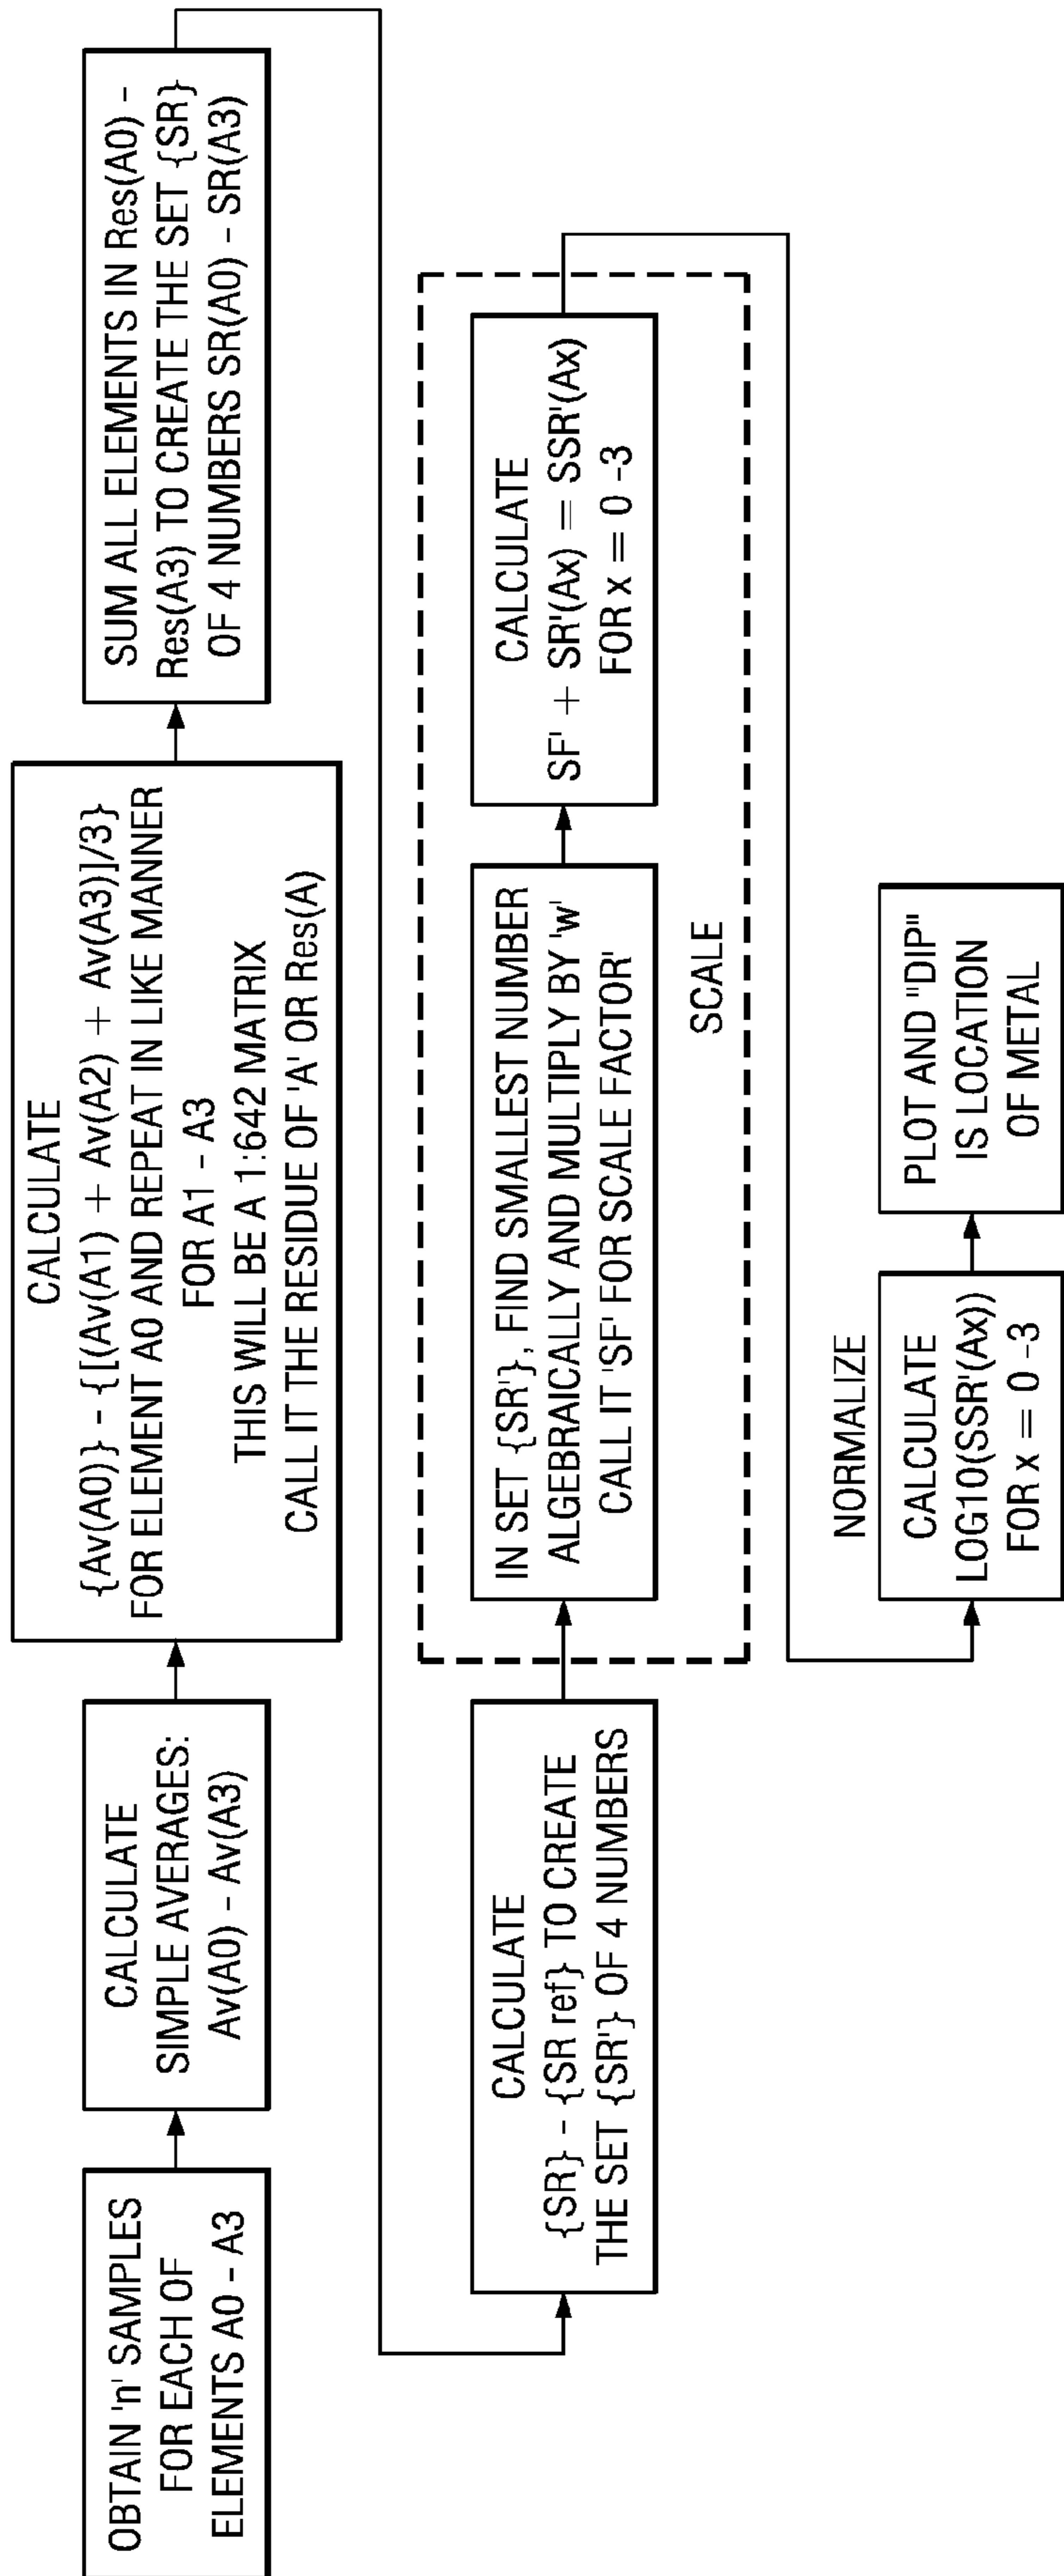 OBTAIN 'n' SAMPLES
FOR EACH OF
ELEMENTS A0 - A3
CALCULATE
SIMPLE AVERAGES:
Av(A0) - Av(A3)
CALCULATE
{Av(A0)} - {[(Av(A1) + Av(A2) + Av(A3)]/3}
FOR ELEMENT A0 AND REPEAT IN LIKE MANNER
FOR A1 - A3
THIS WILL BE A 1:642 MATRIX
CALL IT THE RESIDUE OF 'A' OR Res(A)
SUM ALL ELEMENTS IN Res(A0) -
Res(A3) TO CREATE THE SET {SR}
OF 4 NUMBERS SR(A0) - SR(A3)
CALCULATE
{SR} - {SR ref} TO CREATE
THE SET {SR'} OF 4 NUMBERS
IN SET {SR'}, FIND SMALLEST NUMBER
ALGEBRAICALLY AND MULTIPLY BY 'w'
CALL IT 'SF' FOR SCALE FACTOR'
CALCULATE
SF' + SR'(Ax) = SSR'(Ax)
FOR x = 0 -3
SCALE
NORMALIZE
CALCULATE
LOG10(SSR'(Ax))
FOR x = 0 -3
PLOT AND "DIP"
IS LOCATION
OF METAL